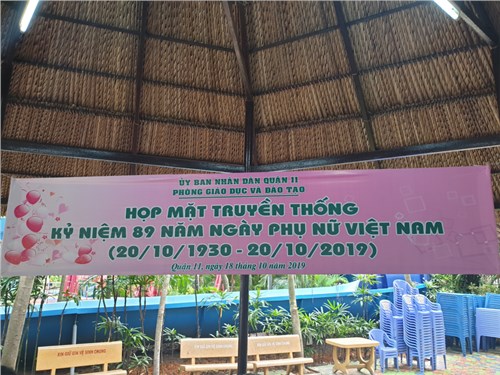 ỦY BAN NHÂN DÂN QUẬN 11
PHÒNG GIÁO DỤC VÀ ĐÀO TẠO
HỌP MẶT TRUYỀN THỐNG
KỶ NIỆM 89 NĂM NGÀY PHỤ NỮ VIỆT NAM
(20/10/1930 - 20/10/2019)
Quận 11, ngày 18 tháng 10 năm 2019